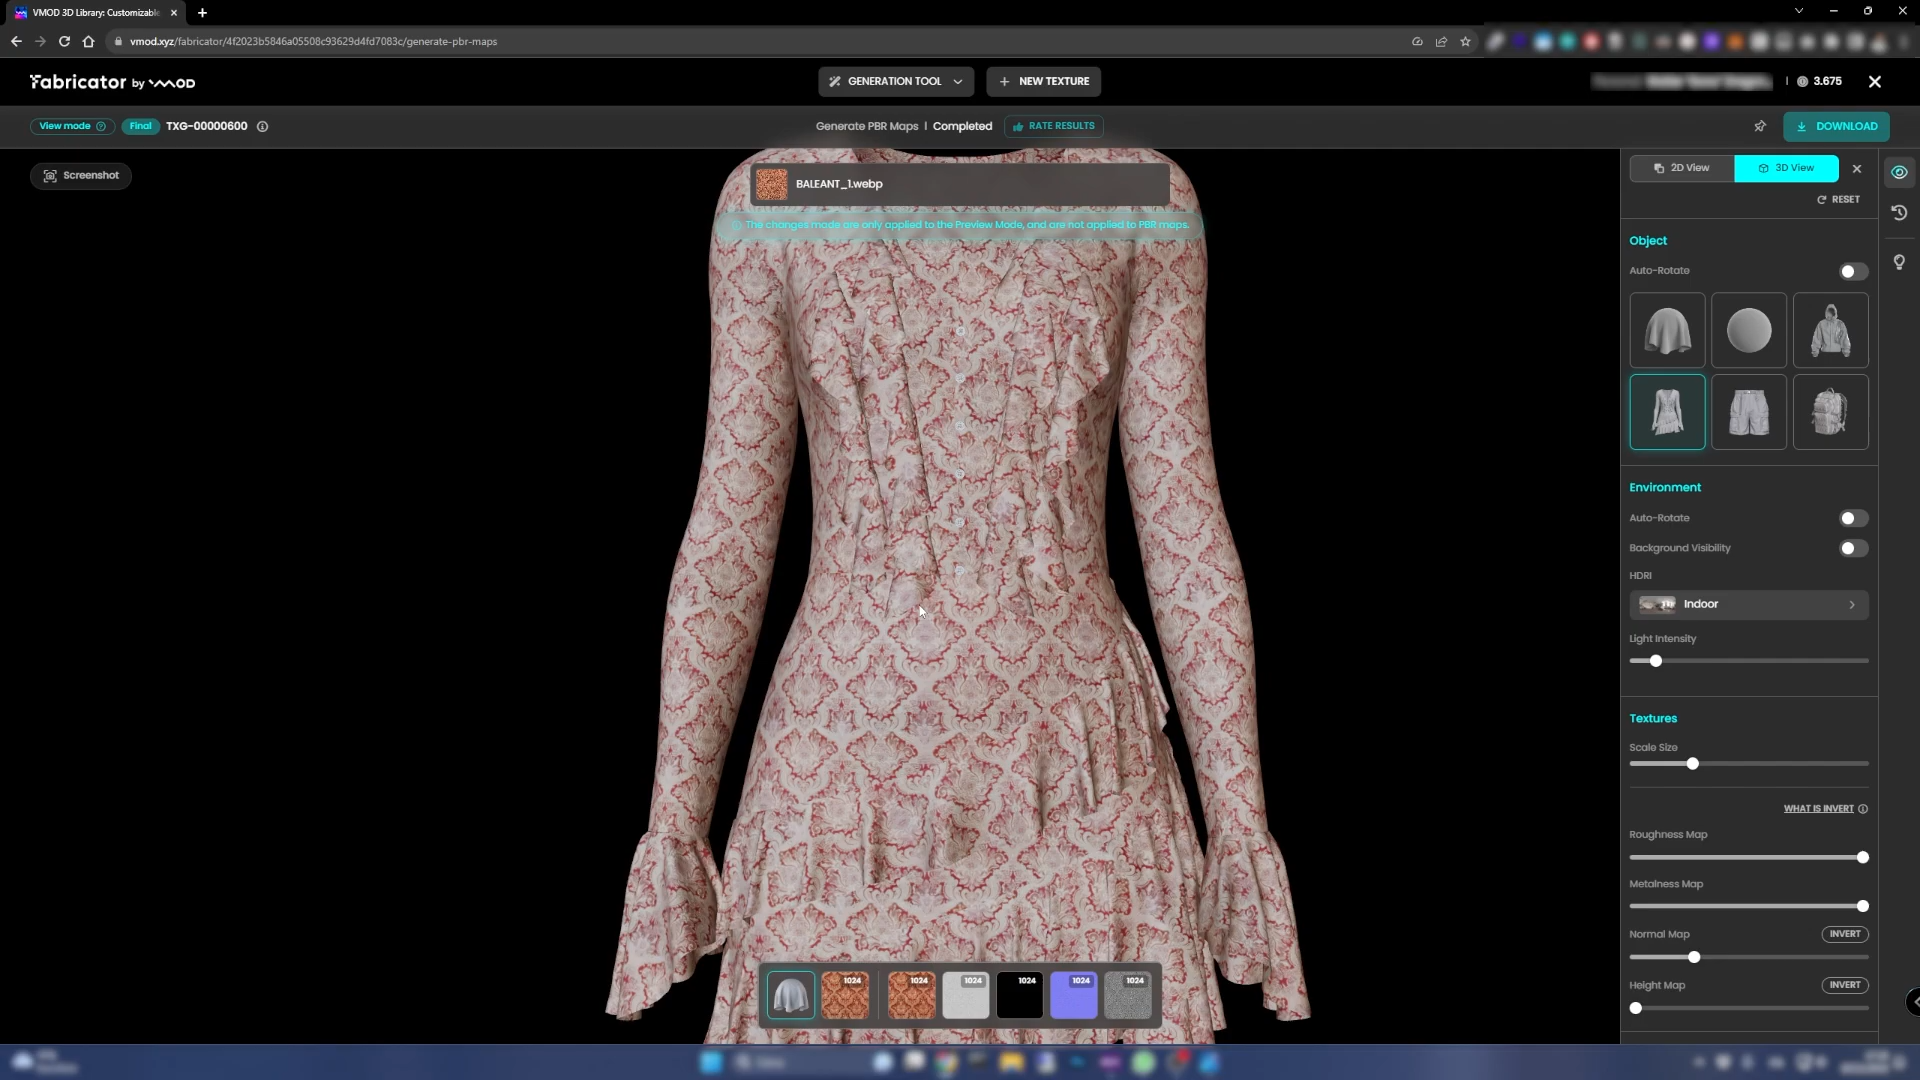 VMOD 3D Library: Customizable
vmod.xyz/fabricator/4f2023b5846a05508c93629d4fd7083c/generate-pbr-maps
Fabricator by VMOD
GENERATION TOOL
NEW TEXTURE
3.675
View mode
Final
TXG-00000600
Generate PBR Maps | Completed
RATE RESULTS
DOWNLOAD
Screenshot
BALEANT_1.webp
The changes made are only applied to the Preview Mode, and are not applied to PBR maps.
2D View
3D View
RESET
Object
Auto-Rotate
Environment
Auto-Rotate
Background Visibility
HDRI
Indoor
Light Intensity
Textures
Scale Size
WHAT IS INVERT
Roughness Map
Metalness Map
Normal Map
INVERT
Height Map
INVERT
1024
1024
1024
1024
1024
1024